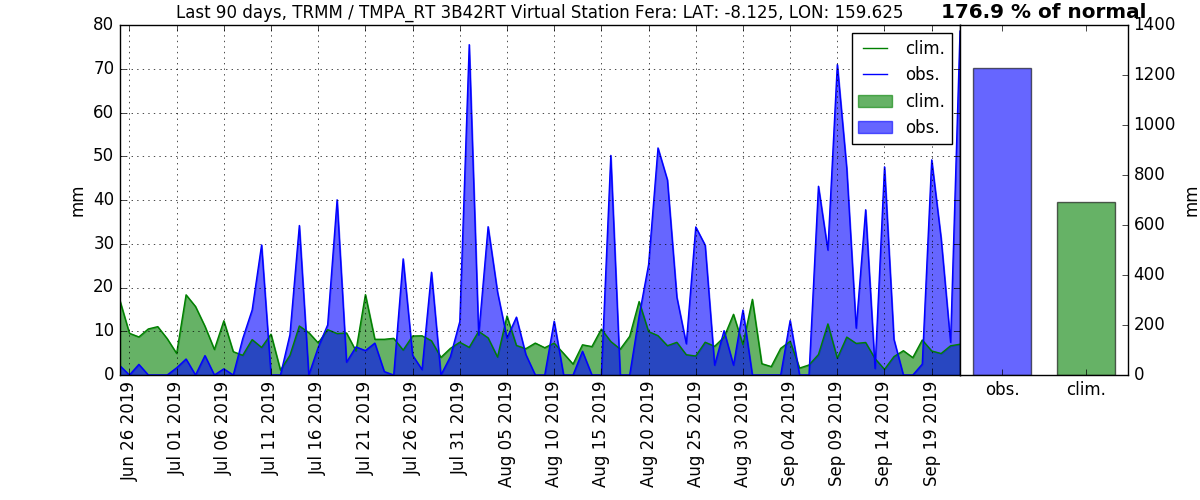 Last 90 days, TRMM / TMPA_RT 3B42RT Virtual Station Fera: LAT: -8.125, LON: 159.625
176.9 % of normal
80
70
60
50
40
30
20
10
0
mm
clim.
obs.
clim.
obs.
1400
1200
1000
800
600
400
200
0
mm
Jun 26 2019
Jul 01 2019
Jul 06 2019
Jul 11 2019
Jul 16 2019
Jul 21 2019
Jul 26 2019
Jul 31 2019
Aug 05 2019
Aug 10 2019
Aug 15 2019
Aug 20 2019
Aug 25 2019
Aug 30 2019
Sep 04 2019
Sep 09 2019
Sep 14 2019
Sep 19 2019
obs.
clim.